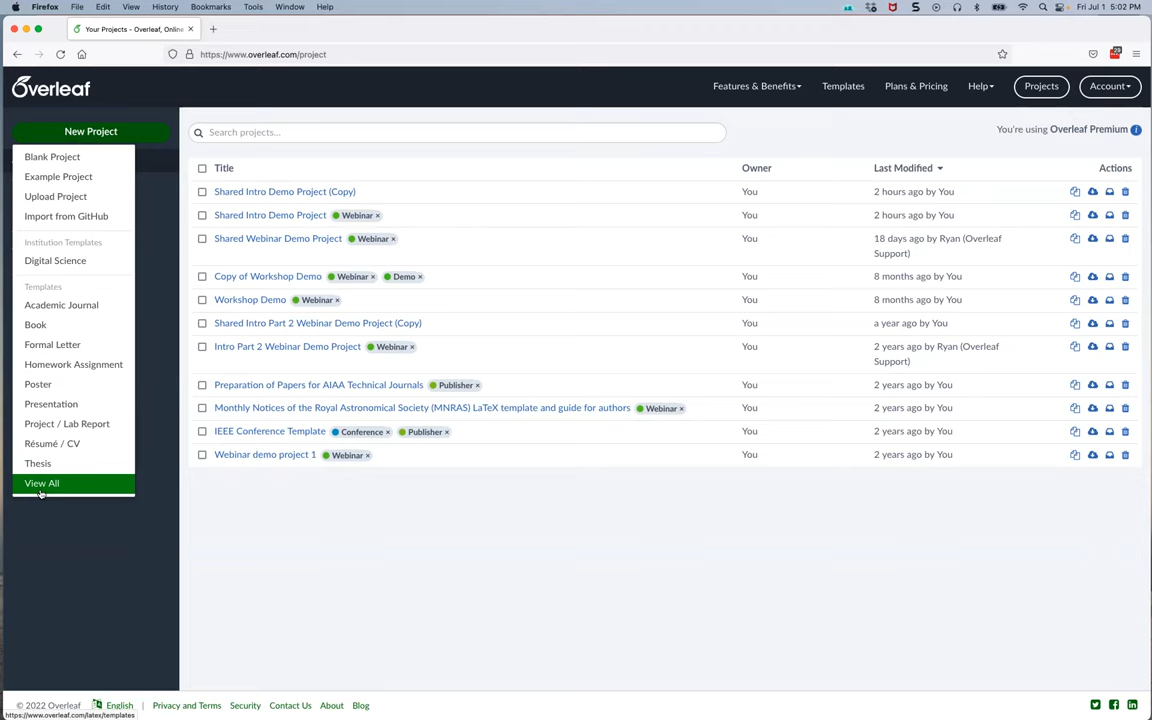 Firefox File Edit View History Bookmarks Tools Window Help
Fri Jul 1 5:02 PM
Your Projects - Overleaf, Online
https://www.overleaf.com/project
20
Overleaf
Features & Benefits
Templates
Plans & Pricing
Help
Projects
Account
New Project
Search projects...
You're using Overleaf Premium i
Blank Project
Example Project
Upload Project
Import from GitHub
Institution Templates
Digital Science
Templates
Academic Journal
Book
Formal Letter
Homework Assignment
Poster
Presentation
Project / Lab Report
Résumé / CV
Thesis
View All
Title Owner Last Modified Actions
Shared Intro Demo Project (Copy) You 2 hours ago by You
Shared Intro Demo Project Webinar × You 2 hours ago by You
Shared Webinar Demo Project Webinar × You 18 days ago by Ryan (Overleaf
Support)
Copy of Workshop Demo Webinar × Demo × You 8 months ago by You
Workshop Demo Webinar × You 8 months ago by You
Shared Intro Part 2 Webinar Demo Project (Copy) You a year ago by You
Intro Part 2 Webinar Demo Project Webinar × You 2 years ago by Ryan (Overleaf
Support)
Preparation of Papers for AIAA Technical Journals Publisher × You 2 years ago by You
Monthly Notices of the Royal Astronomical Society (MNRAS) LaTeX template and guide for authors Webinar × You 2 years ago by You
IEEE Conference Template Conference × Publisher × You 2 years ago by You
Webinar demo project 1 Webinar × You 2 years ago by You
© 2022 Overleaf English | Privacy and Terms Security Contact Us About Blog
https://www.overleaf.com/latex/templates